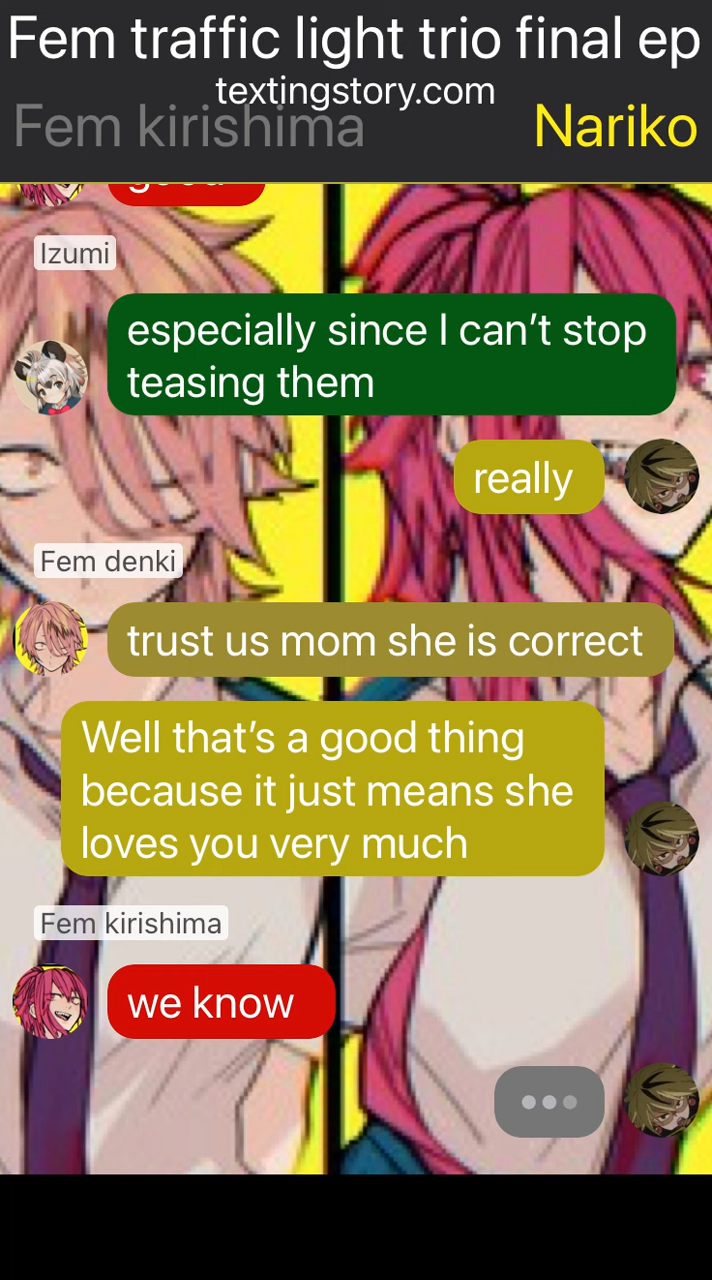 Fem traffic light trio final ep
textingstory.com
Fem kirishima
Nariko
good
Izumi
especially since I can’t stop
teasing them
really
Fem denki
trust us mom she is correct
Well that’s a good thing
because it just means she
loves you very much
Fem kirishima
we know